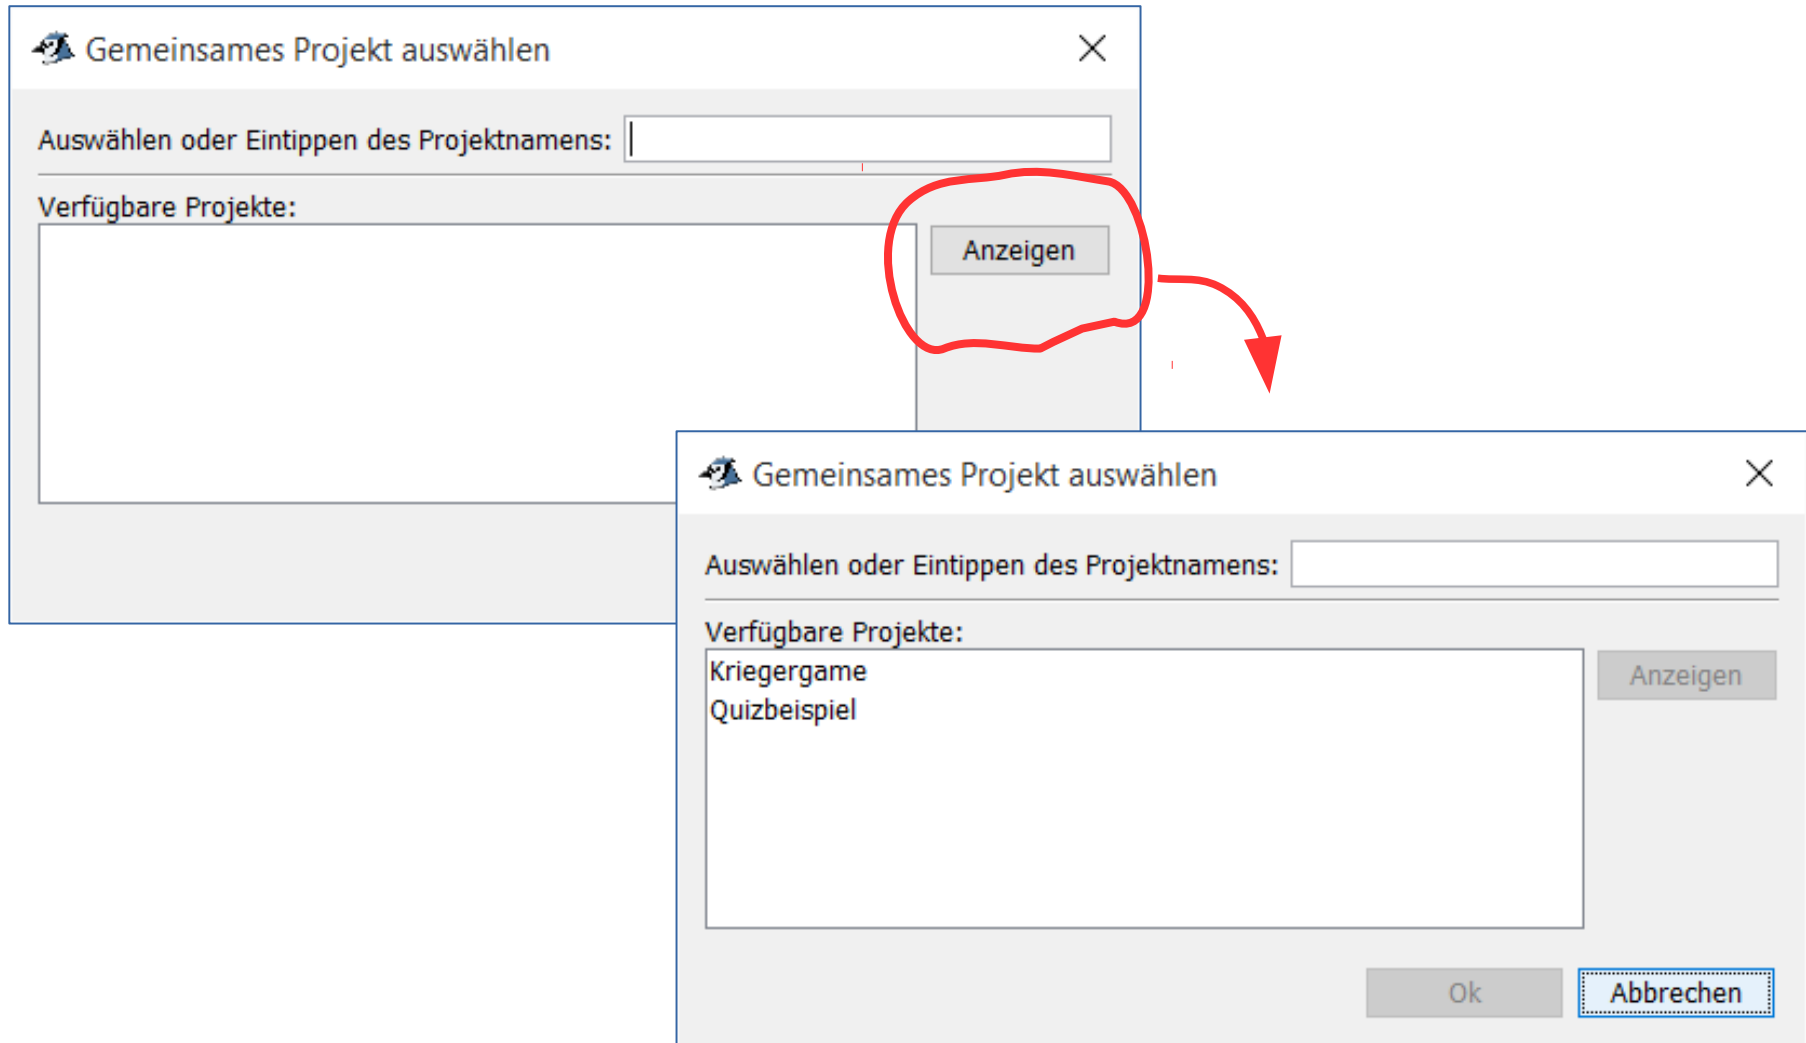 Gemeinsames Projekt auswählen
Auswählen oder Eintippen des Projektnamens:
Verfügbare Projekte:
Anzeigen
Gemeinsames Projekt auswählen
Auswählen oder Eintippen des Projektnamens:
Verfügbare Projekte:
Kriegergame
Anzeigen
Quizbeispiel
Ok
Abbrechen